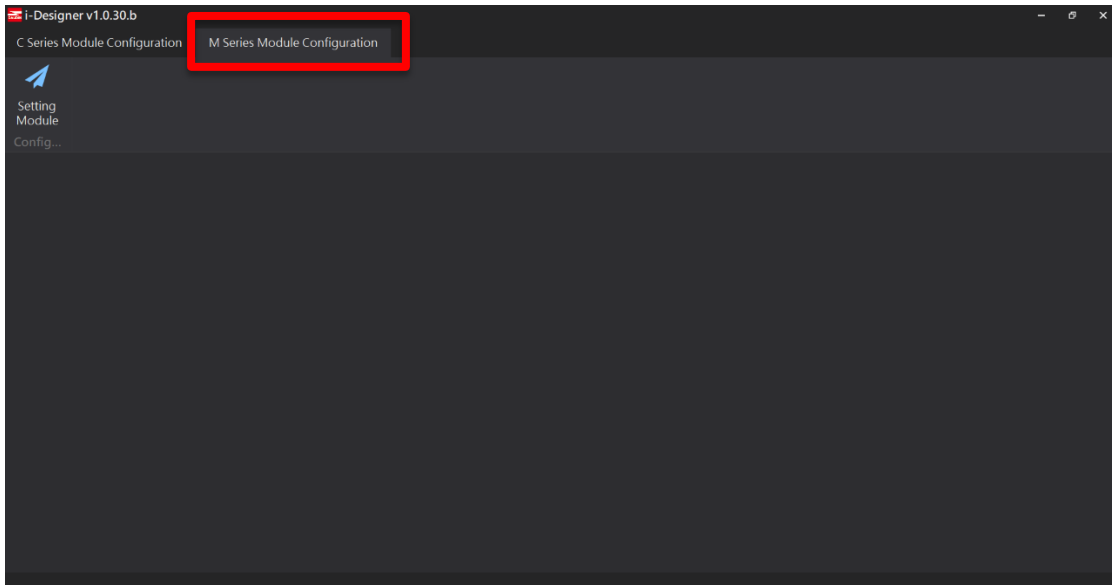 i-Designer v1.0.30.b
C Series Module Configuration M Series Module Configuration
Setting
Module
Config...